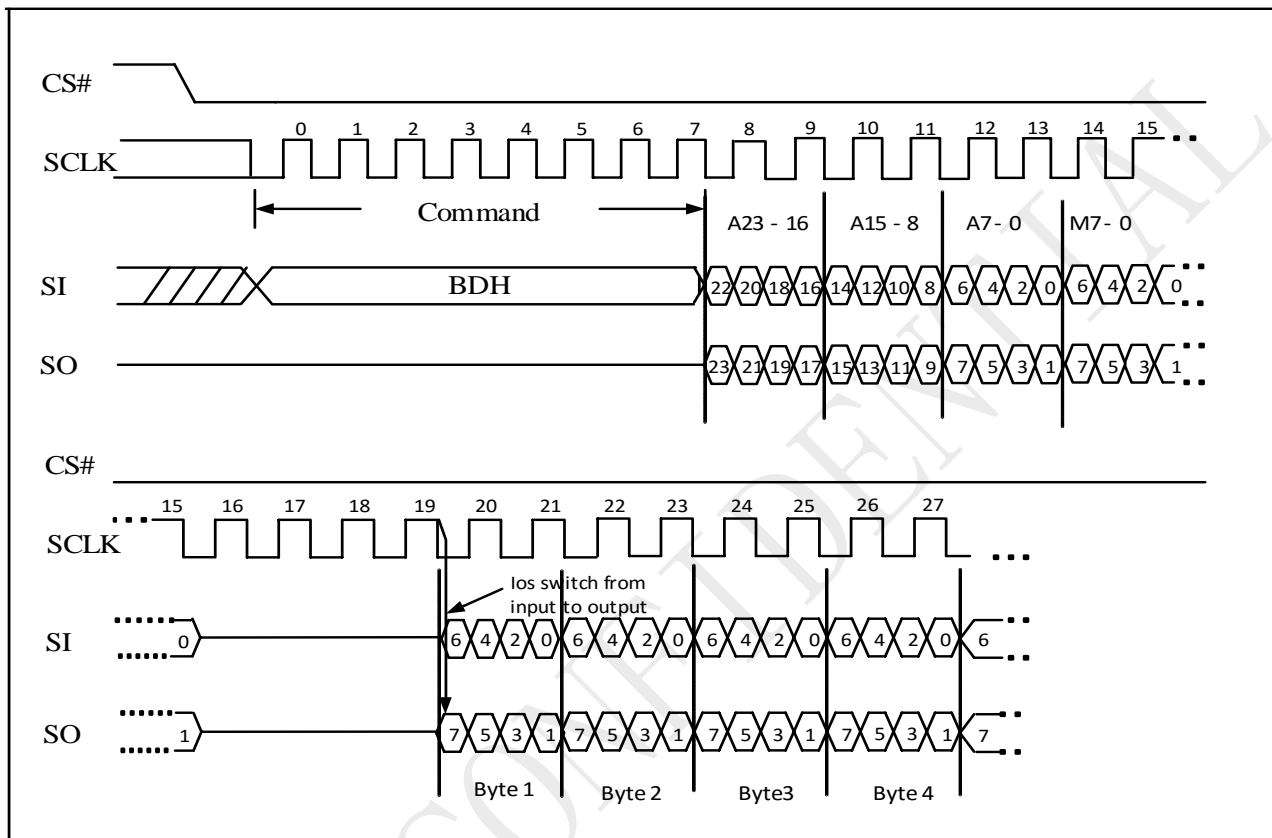 CS#
0 1 2 3 4 5 6 7 8 9 10 11 12 13 14 15
SCLK
Command
A23 - 16 A15 - 8 A7 - 0 M7 - 0
SI BDH 22 20 18 16 14 12 10 8 6 4 2 0 6 4 2 0
SO 23 21 19 17 15 13 11 9 7 5 3 1 7 5 3 1
CS#
15 16 17 18 19 20 21 22 23 24 25 26 27
SCLK
Ios switch from
input to output
SI 0 6 4 2 0 6 4 2 0 6 4 2 0 6 4 2 0 6
SO 1 7 5 3 1 7 5 3 1 7 5 3 1 7 5 3 1 7
Byte 1 Byte 2 Byte3 Byte 4
CONFIDENTIAL